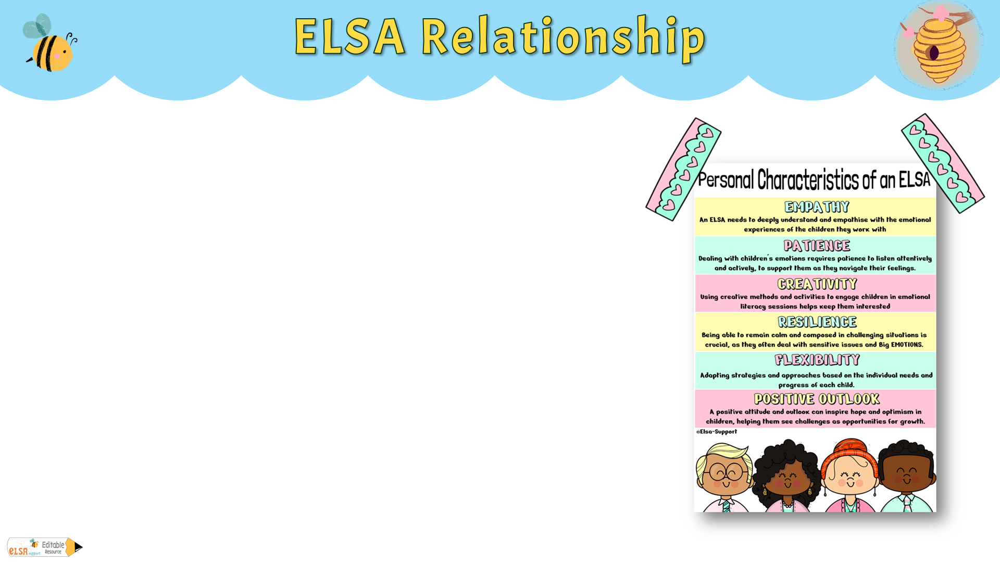 ELSA Relationship
Personal Characteristics of an ELSA
EMPATHY
An ELSA needs to deeply understand and empathise with the emotional
experiences of the children they work with
PATIENCE
Dealing with children's emotions requires patience to listen attentively
and actively, to support them as they navigate their feelings.
CREATIVITY
Using creative methods and activities to engage children in emotional
literacy sessions helps keep them interested
RESILIENCE
Being able to remain calm and composed in challenging situations is
crucial, as they often deal with sensitive issues and Big EMOTIONS.
FLEXIBILITY
Adapting strategies and approaches based on the individual needs and
progress of each child.
POSITIVE OUTLOOK
A positive attitude and outlook can inspire hope and optimism in
children, helping them see challenges as opportunities for growth.
©Elsa-Support
eLSA support
Editable
Resource